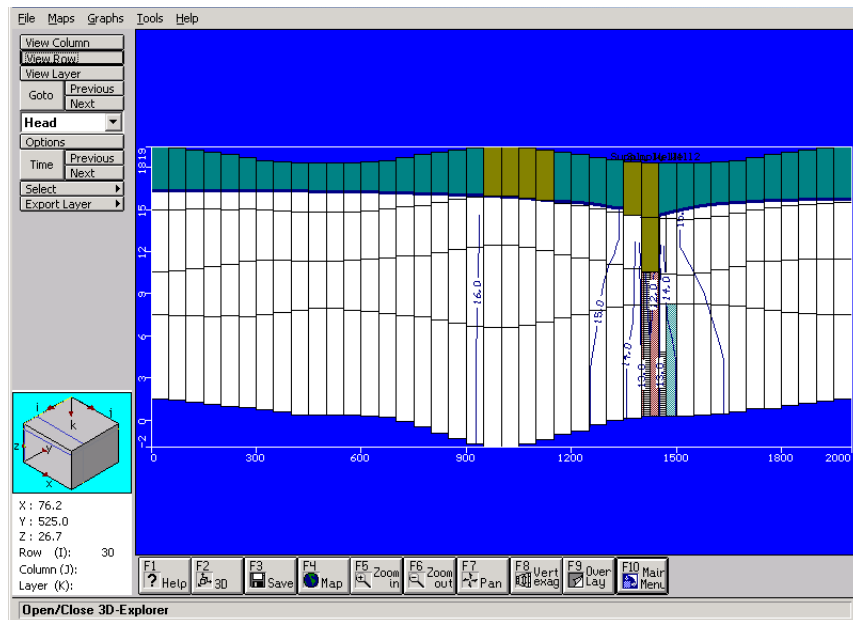 File Maps Graphs Tools Help
View Column
View Row
View Layer
Goto Previous
Next
Head
Options
Time Previous
Next
Select
Export Layer
19
18
15
12
9
6
3
0
-2
16.0
15.0
14.0
13.0
12.0
13.0
14.0
15.
0 300 600 900 1200 1500 1800 2000
i j
k
z y
x
X : 76.2
Y : 525.0
Z : 26.7
Row (I): 30
Column (J):
Layer (K):
F1 ? Help
F2 3D
F3 Save
F4 Map
F5 Zoom in
F6 Zoom out
F7 Pan
F8 Vert exag
F9 Over Lay
F10 Main Menu
Open/Close 3D-Explorer